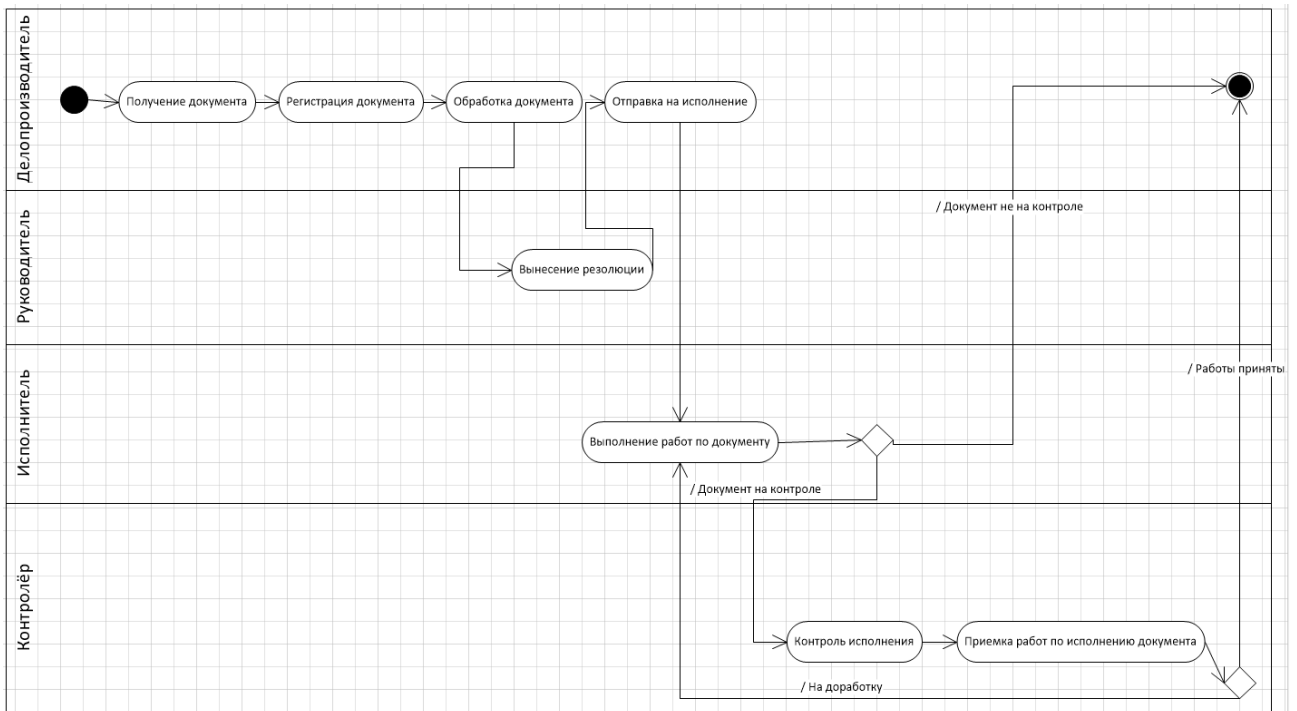 Делопроизводитель
Получение документа
Регистрация документа
Обработка документа
Отправка на исполнение
Руководитель
/ Документ не на контроле
Вынесение резолюции
Исполнитель
/ Работы приняты
Выполнение работ по документу
/ Документ на контроле
Контролёр
Контроль исполнения
Приемка работ по исполнению документа
/ На доработку